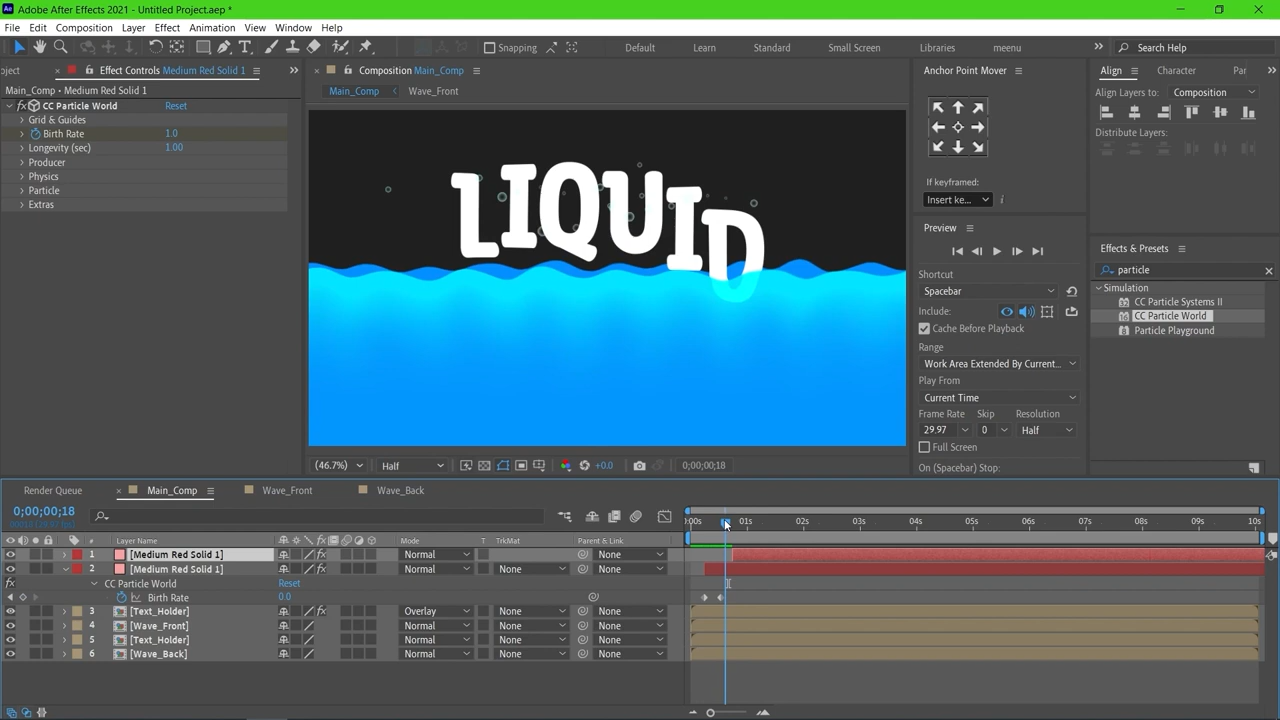 Adobe After Effects 2021 - Untitled Project.aep *
File Edit Composition Layer Effect Animation View Window Help
Snapping Default Learn Standard Small Screen Libraries meenu Search Help
oject Effect Controls Medium Red Solid 1
Main_Comp • Medium Red Solid 1
CC Particle World Reset
Grid & Guides
Birth Rate 1.0
Longevity (sec) 1.00
Producer
Physics
Particle
Extras
Composition Main_Comp
Main_Comp Wave_Front
LIQUID
(46.7%) Half +0.0 0;00;00;18
Anchor Point Mover
If keyframed:
Insert ke...
Preview
Shortcut
Spacebar
Include:
Cache Before Playback
Range
Work Area Extended By Current...
Play From
Current Time
Frame Rate Skip Resolution
29.97 0 Half
Full Screen
On (Spacebar) Stop:
Align Character Par
Align Layers to: Composition
Distribute Layers:
Effects & Presets
particle
Simulation
CC Particle Systems II
CC Particle World
Particle Playground
Render Queue Main_Comp Wave_Front Wave_Back
0;00;00;18
00018 (29.97 fps)
:00s 01s 02s 03s 04s 05s 06s 07s 08s 09s 10s
# Layer Name Mode T TrkMat Parent & Link
1 [Medium Red Solid 1] Normal None
2 [Medium Red Solid 1] Normal None None
CC Particle World Reset
Birth Rate 0.0
3 [Text_Holder] Overlay None None
4 [Wave_Front] Normal None None
5 [Text_Holder] Normal None None
6 [Wave_Back] Normal None None